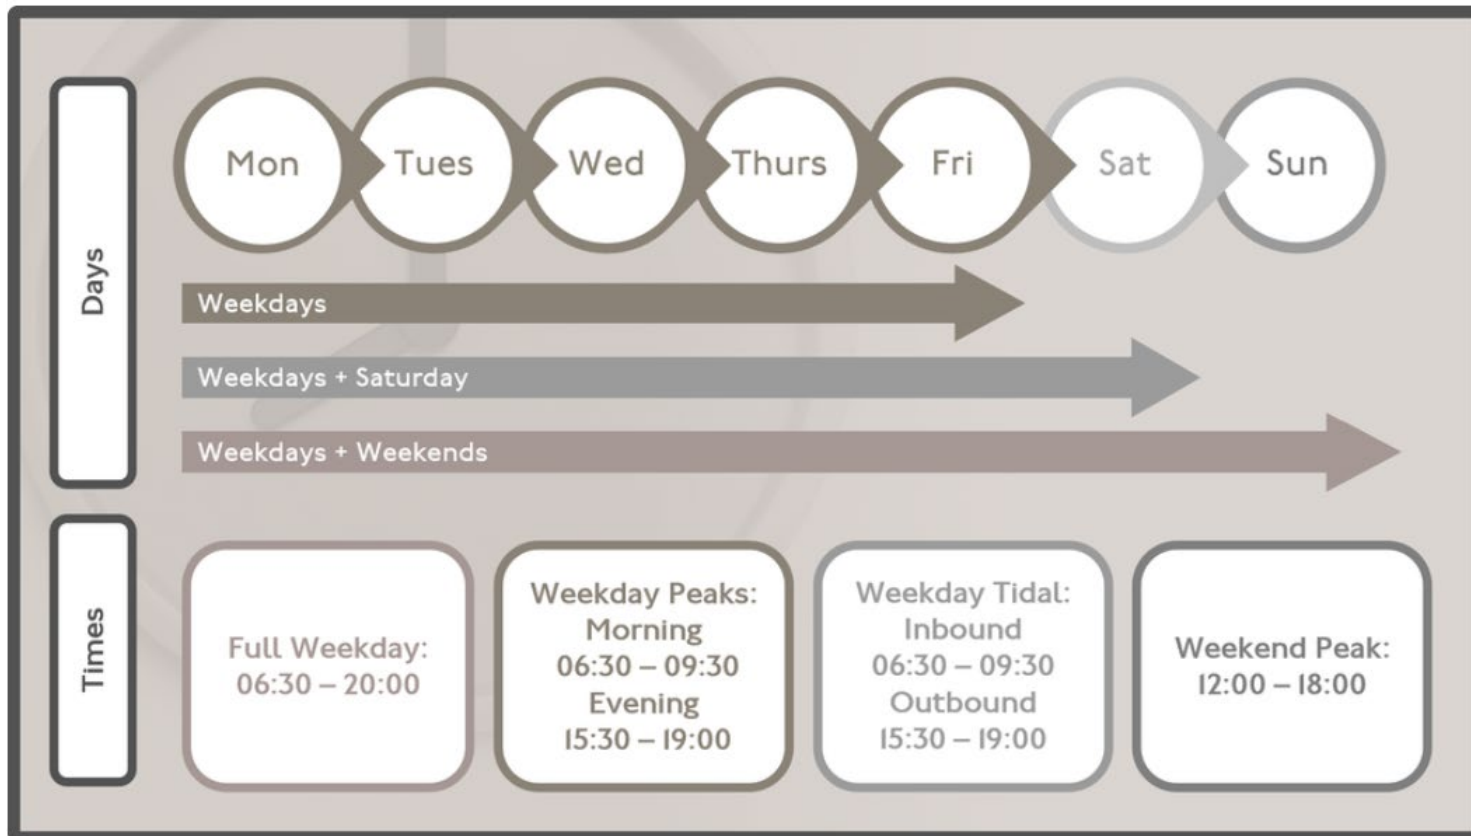 Days
Mon
Tues
Wed
Thurs
Fri
Sat
Sun
Weekdays
Weekdays + Saturday
Weekdays + Weekends
Times
Full Weekday:
06:30 – 20:00
Weekday Peaks:
Morning
06:30 – 09:30
Evening
15:30 – 19:00
Weekday Tidal:
Inbound
06:30 – 09:30
Outbound
15:30 – 19:00
Weekend Peak:
12:00 – 18:00